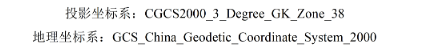 投影坐标系：CGCS2000_3_Degree_GK_Zone_38
地理坐标系：GCS_China_Geodetic_Coordinate_System_2000